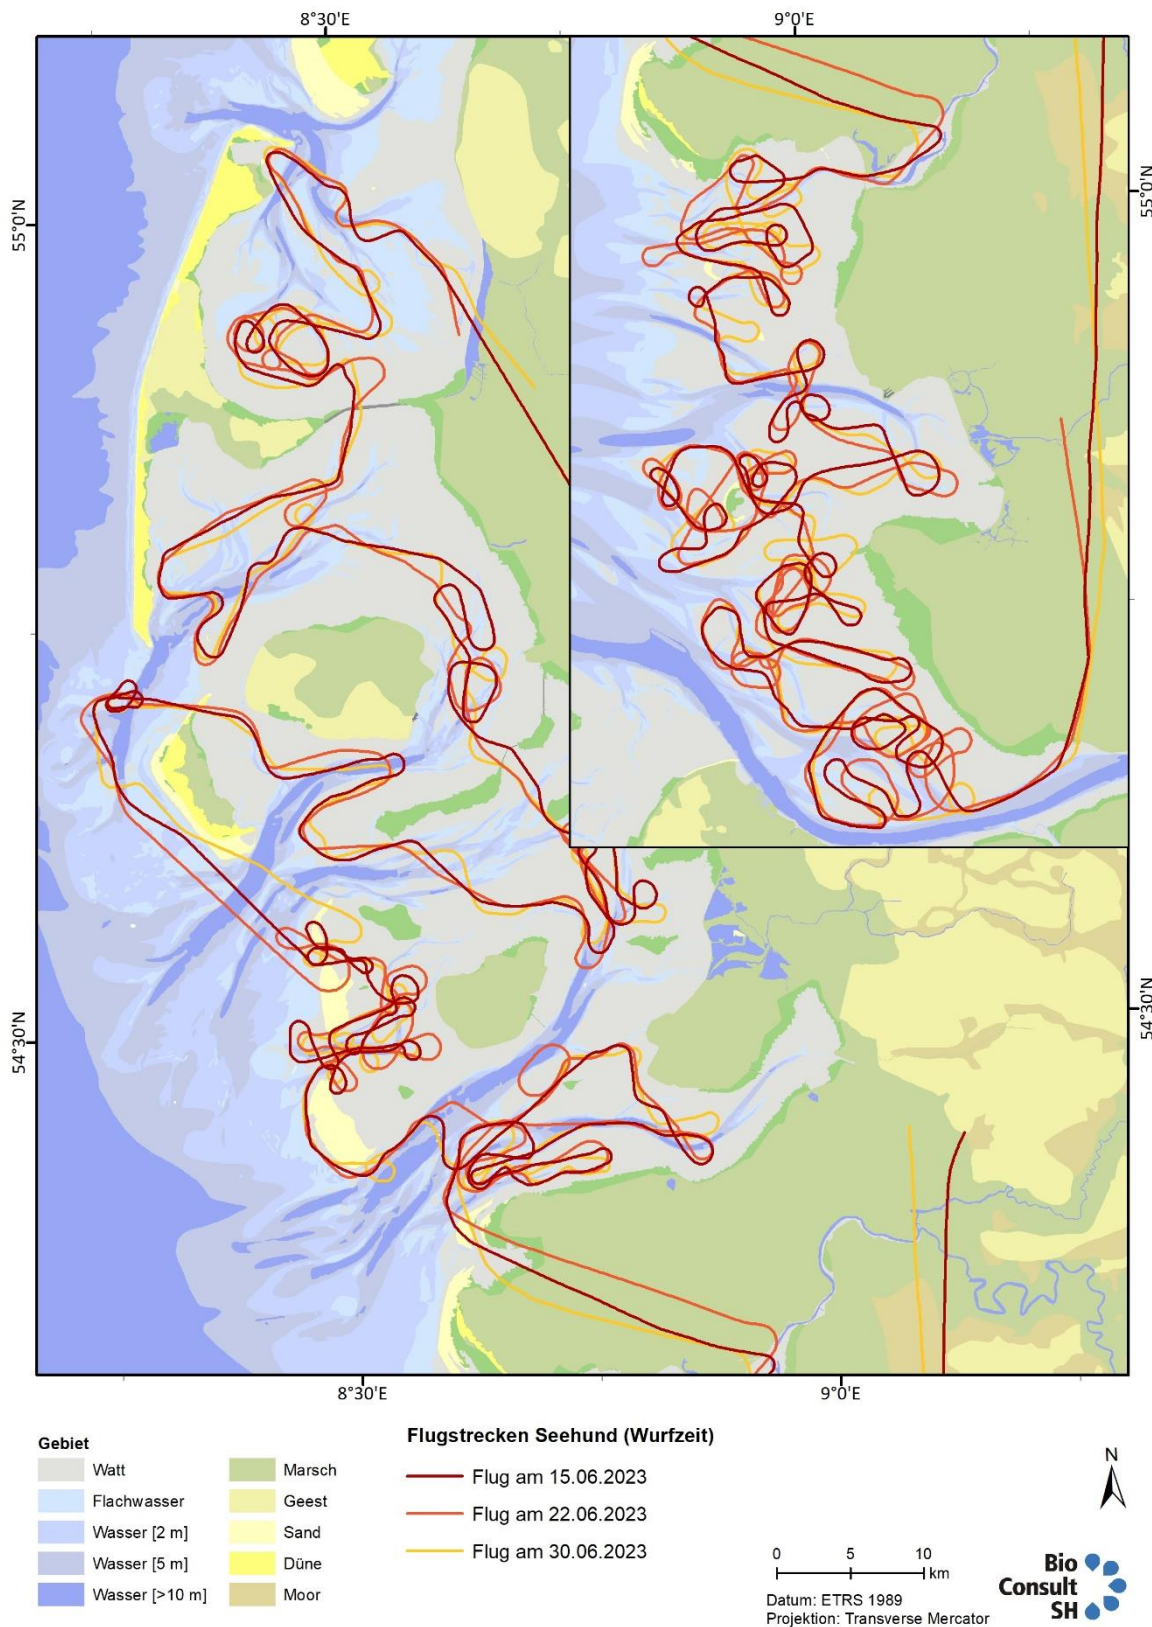 8°30'E
9°0'E
55°0'N
55°0'N
54°30'N
54°30'N
8°30'E
9°0'E
Gebiet
Watt
Flachwasser
Wasser [2 m]
Wasser [5 m]
Wasser [>10 m]
Marsch
Geest
Sand
Düne
Moor
Flugstrecken Seehund (Wurfzeit)
Flug am 15.06.2023
Flug am 22.06.2023
Flug am 30.06.2023
N
0 5 10
km
Datum: ETRS 1989
Projektion: Transverse Mercator
Bio
Consult
SH